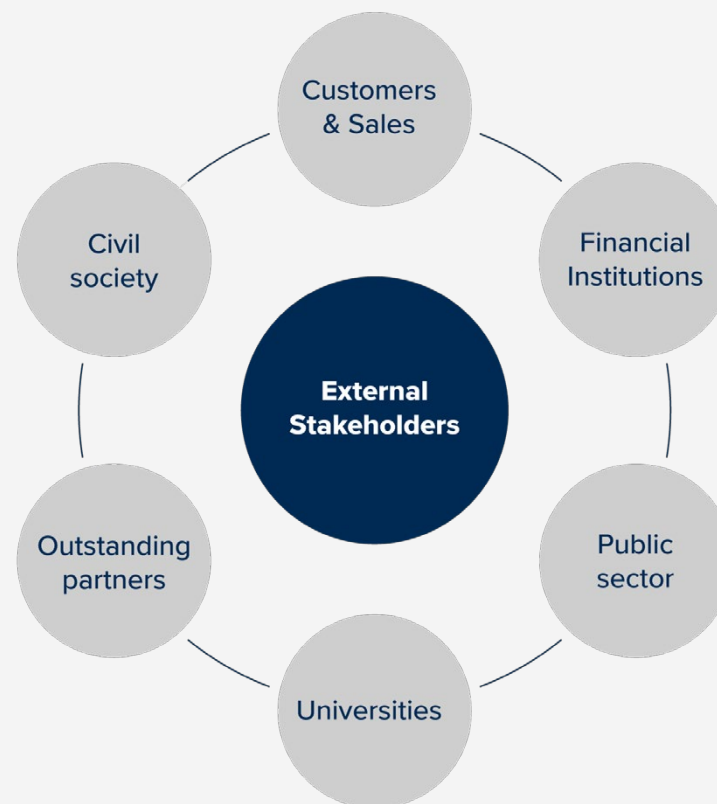 Customers
& Sales
Civil
society
Financial
Institutions
External
Stakeholders
Outstanding
partners
Public
sector
Universities